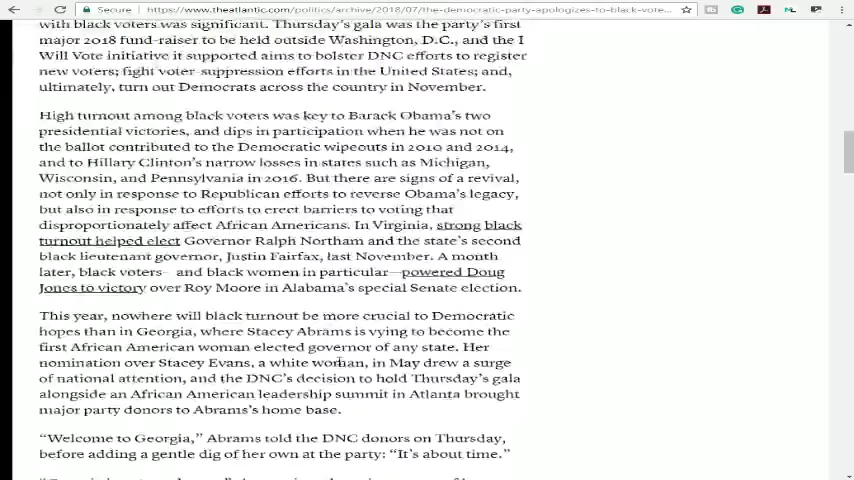 Secure https://www.theatlantic.com/politics/archive/2018/07/the-democratic-party-apologizes-to-black-vote...
with black voters was significant. Thursday's gala was the party's first
major 2018 fund-raiser to be held outside Washington, D.C., and the I
Will Vote initiative it supported aims to bolster DNC efforts to register
new voters; fight voter-suppression efforts in the United States; and,
ultimately, turn out Democrats across the country in November.
High turnout among black voters was key to Barack Obama's two
presidential victories, and dips in participation when he was not on
the ballot contributed to the Democratic wipeouts in 2010 and 2014,
and to Hillary Clinton's narrow losses in states such as Michigan,
Wisconsin, and Pennsylvania in 2016. But there are signs of a revival,
not only in response to Republican efforts to reverse Obama's legacy,
but also in response to efforts to erect barriers to voting that
disproportionately affect African Americans. In Virginia, strong black
turnout helped elect Governor Ralph Northam and the state's second
black lieutenant governor, Justin Fairfax, last November. A month
later, black voters—and black women in particular—powered Doug
Jones to victory over Roy Moore in Alabama's special Senate election.
This year, nowhere will black turnout be more crucial to Democratic
hopes than in Georgia, where Stacey Abrams is vying to become the
first African American woman elected governor of any state. Her
nomination over Stacey Evans, a white woman, in May drew a surge
of national attention, and the DNC's decision to hold Thursday's gala
alongside an African American leadership summit in Atlanta brought
major party donors to Abrams's home base.
"Welcome to Georgia," Abrams told the DNC donors on Thursday,
before adding a gentle dig of her own at the party: "It's about time."